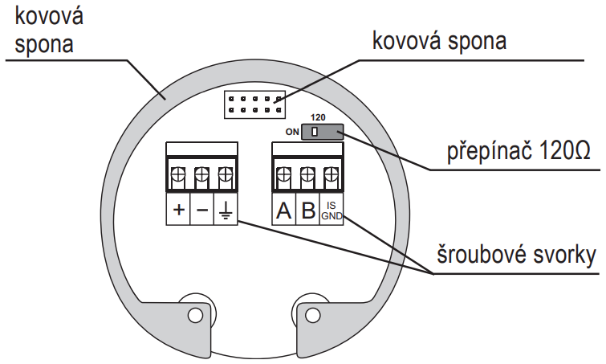 kovová
spona
kovová spona
120
ON
přepínač 120Ω
+ − ⏚ A B IS
GND
šroubové svorky